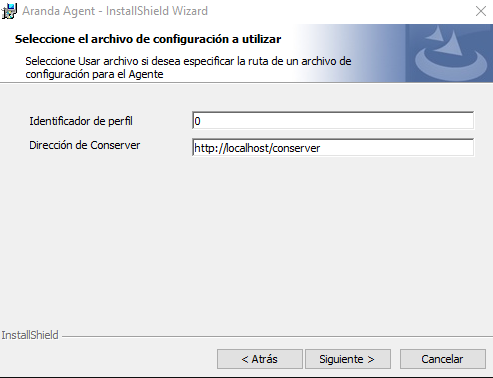 Aranda Agent - InstallShield Wizard
Seleccione el archivo de configuración a utilizar
Seleccione Usar archivo si desea especificar la ruta de un archivo de
configuración para el Agente
Identificador de perfil 0
Dirección de Conserver http://localhost/conserver
InstallShield
< Atrás Siguiente > Cancelar